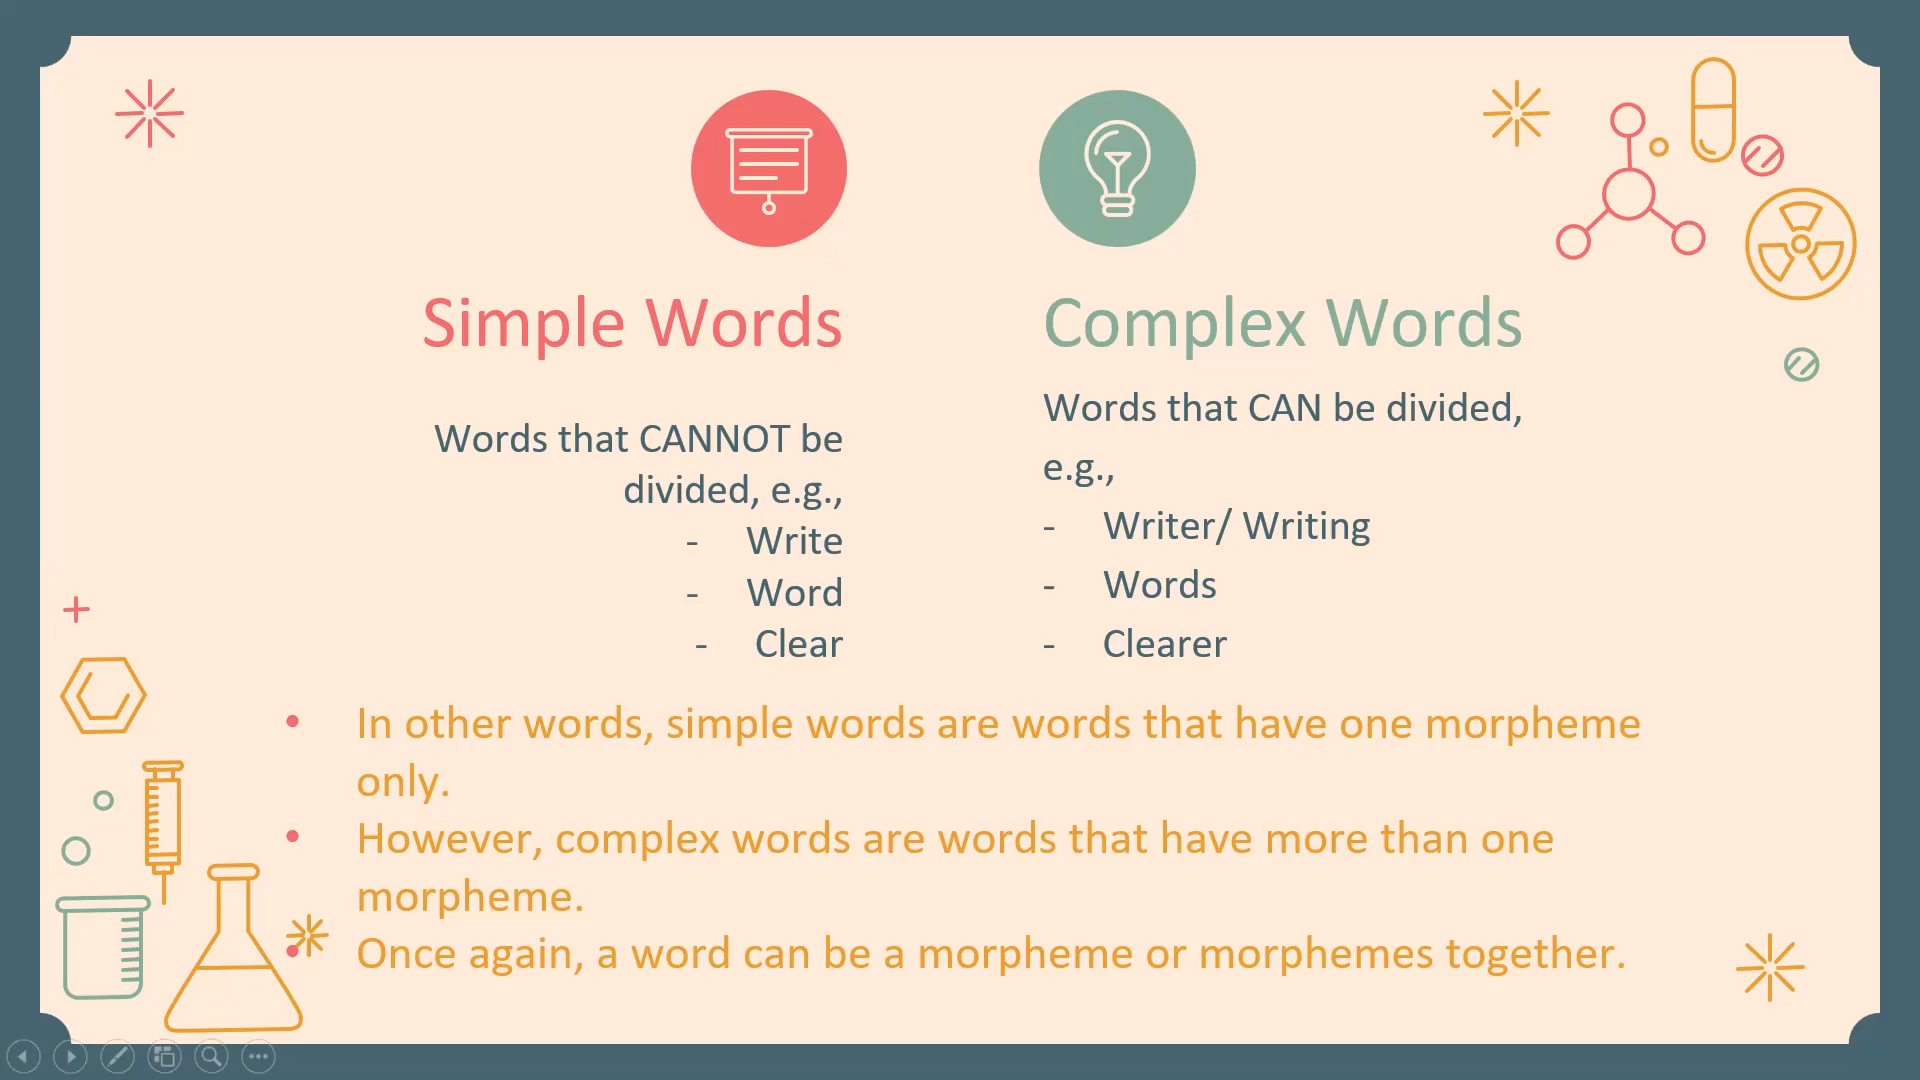 Simple Words
Words that CANNOT be
divided, e.g.,
- Write
- Word
- Clear
Complex Words
Words that CAN be divided,
e.g.,
- Writer/ Writing
- Words
- Clearer
• In other words, simple words are words that have one morpheme
only.
• However, complex words are words that have more than one
morpheme.
• Once again, a word can be a morpheme or morphemes together.